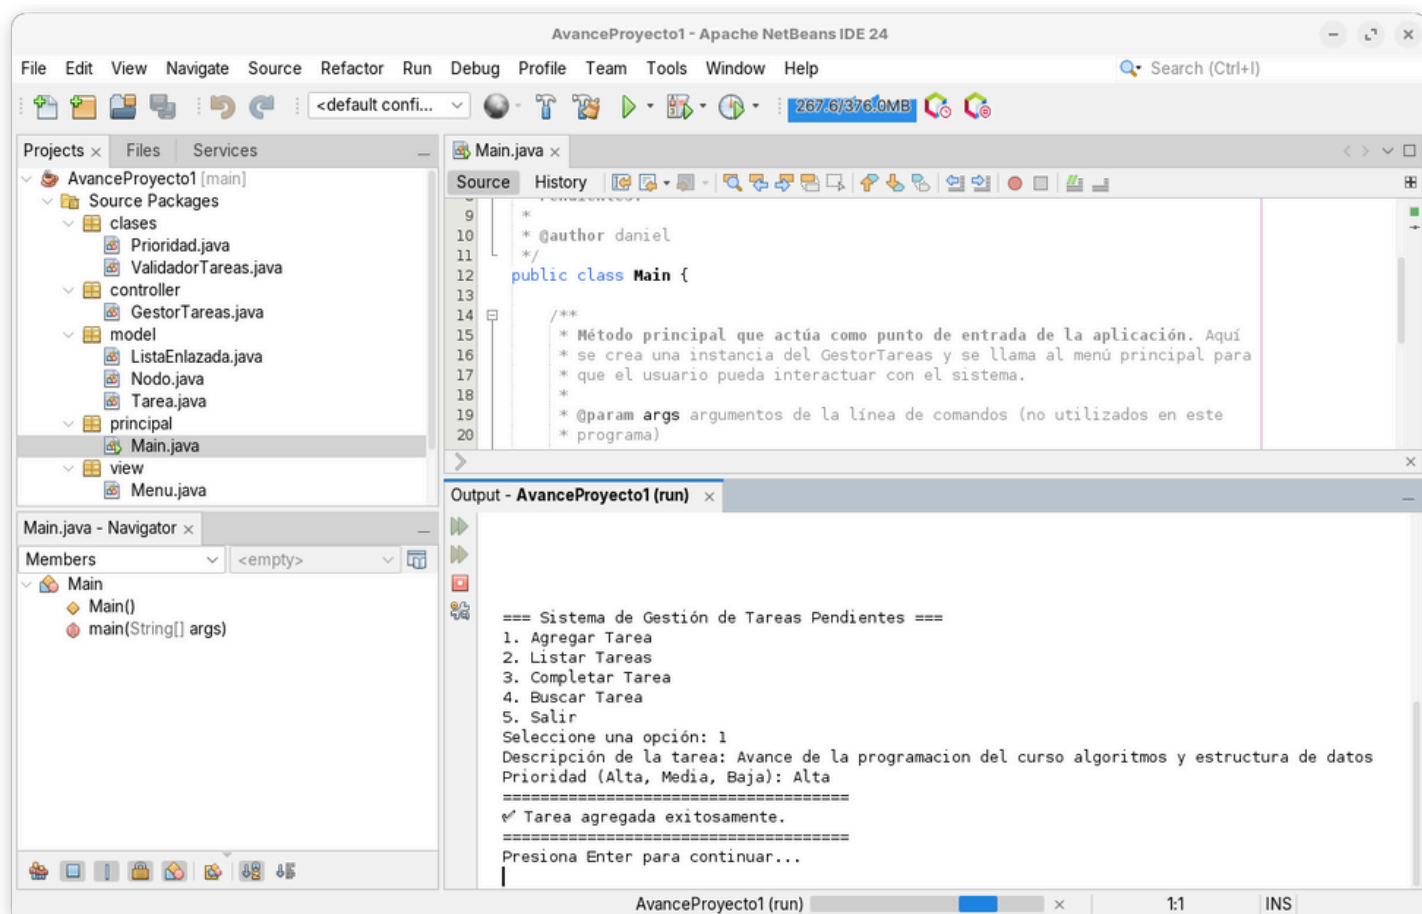 AvanceProyecto1 - Apache NetBeans IDE 24
File Edit View Navigate Source Refactor Run Debug Profile Team Tools Window Help
Search (Ctrl+I)
<default confi...
267.6/376.0MB
Projects Files Services
AvanceProyecto1 [main]
Source Packages
clases
Prioridad.java
ValidadorTareas.java
controller
GestorTareas.java
model
ListaEnlazada.java
Nodo.java
Tarea.java
principal
Main.java
view
Menu.java
Main.java - Navigator
Members
<empty>
Main
Main()
main(String[] args)
Main.java
Source History
9 *
10 * @author daniel
11 */
12 public class Main {
13
14 /**
15 * Método principal que actúa como punto de entrada de la aplicación. Aquí
16 * se crea una instancia del GestorTareas y se llama al menú principal para
17 * que el usuario pueda interactuar con el sistema.
18 *
19 * @param args argumentos de la línea de comandos (no utilizados en este
20 * programa)
Output - AvanceProyecto1 (run)
=== Sistema de Gestión de Tareas Pendientes ===
1. Agregar Tarea
2. Listar Tareas
3. Completar Tarea
4. Buscar Tarea
5. Salir
Seleccione una opción: 1
Descripción de la tarea: Avance de la programacion del curso algoritmos y estructura de datos
Prioridad (Alta, Media, Baja): Alta
=====================================
✅ Tarea agregada exitosamente.
=====================================
Presiona Enter para continuar...
AvanceProyecto1 (run)
1:1
INS